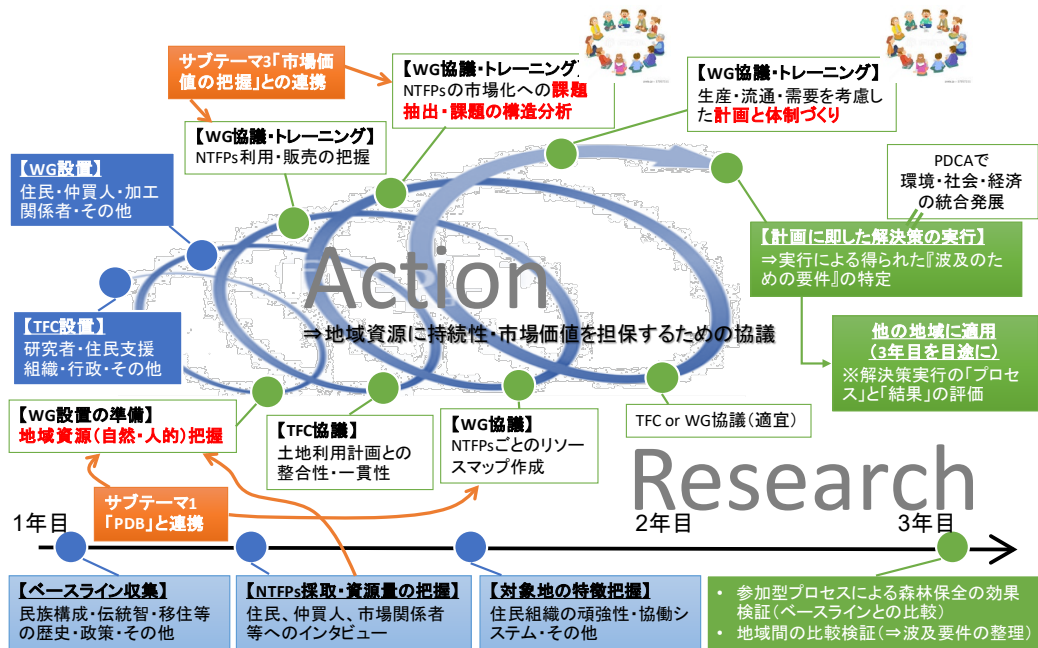 サブテーマ3「市場価
値の把握」との連携
【WG協議・トレーニング】
NTFPsの市場化への課題
抽出・課題の構造分析
【WG協議・トレーニング】
生産・流通・需要を考慮し
た計画と体制づくり
【WG協議・トレーニング】
NTFPs利用・販売の把握
【WG設置】
住民・仲買人・加工
関係者・その他
PDCAで
環境・社会・経済
の統合発展
【計画に即した解決策の実行】
⇒実行による得られた『波及のた
めの要件』の特定
Action
⇒地域資源に持続性・市場価値を担保するための協議
【TFC設置】
研究者・住民支援
組織・行政・その他
他の地域に適用
(3年目を目途に)
※解決策実行の「プロセ
ス」と「結果」の評価
【WG設置の準備】
地域資源(自然・人的)把握
【TFC協議】
土地利用計画との
整合性・一貫性
【WG協議】
NTFPsごとのリソー
スマップ作成
TFC or WG協議(適宜)
Research
サブテーマ1
「PDB」と連携
1年目
2年目
3年目
【ベースライン収集】
民族構成・伝統智・移住等
の歴史・政策・その他
【NTFPs採取・資源量の把握】
住民、仲買人、市場関係者
等へのインタビュー
【対象地の特徴把握】
住民組織の頑強性・協働シ
ステム・その他
• 参加型プロセスによる森林保全の効果
検証(ベースラインとの比較)
• 地域間の比較検証(⇒波及要件の整理)